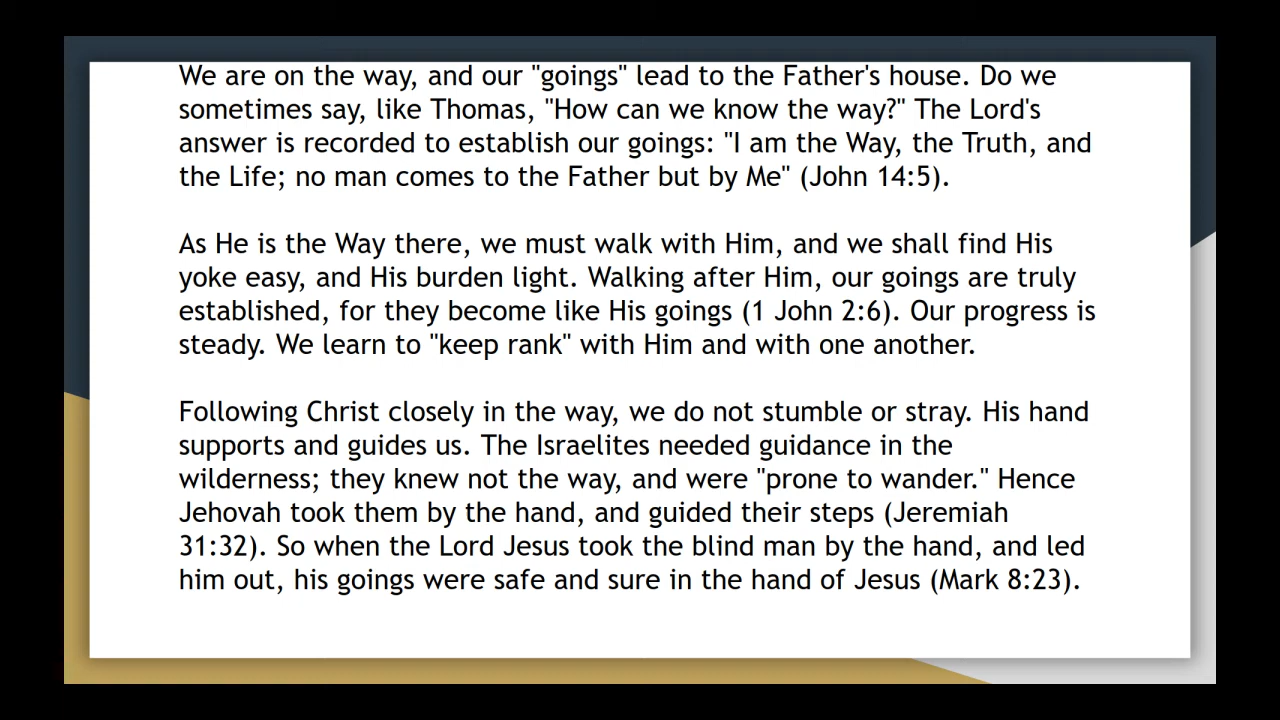 We are on the way, and our "goings" lead to the Father's house. Do we
sometimes say, like Thomas, "How can we know the way?" The Lord's
answer is recorded to establish our goings: "I am the Way, the Truth, and
the Life; no man comes to the Father but by Me" (John 14:5).
As He is the Way there, we must walk with Him, and we shall find His
yoke easy, and His burden light. Walking after Him, our goings are truly
established, for they become like His goings (1 John 2:6). Our progress is
steady. We learn to "keep rank" with Him and with one another.
Following Christ closely in the way, we do not stumble or stray. His hand
supports and guides us. The Israelites needed guidance in the
wilderness; they knew not the way, and were "prone to wander." Hence
Jehovah took them by the hand, and guided their steps (Jeremiah
31:32). So when the Lord Jesus took the blind man by the hand, and led
him out, his goings were safe and sure in the hand of Jesus (Mark 8:23).